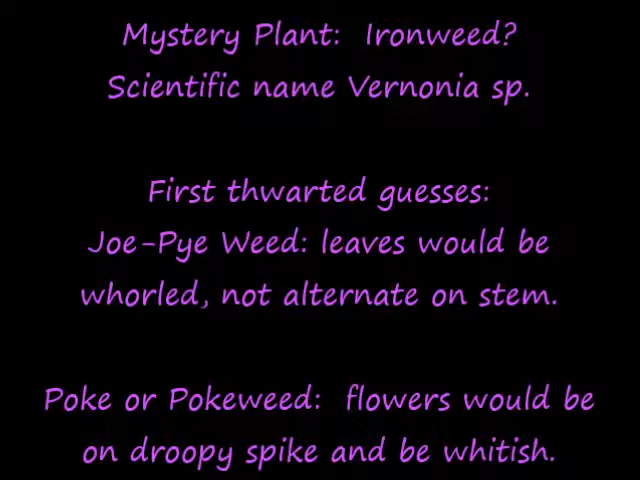 Mystery Plant: Ironweed?
Scientific name Vernonia sp.
First thwarted guesses:
Joe-Pye Weed: leaves would be
whorled, not alternate on stem.
Poke or Pokeweed: flowers would be
on droopy spike and be whitish.